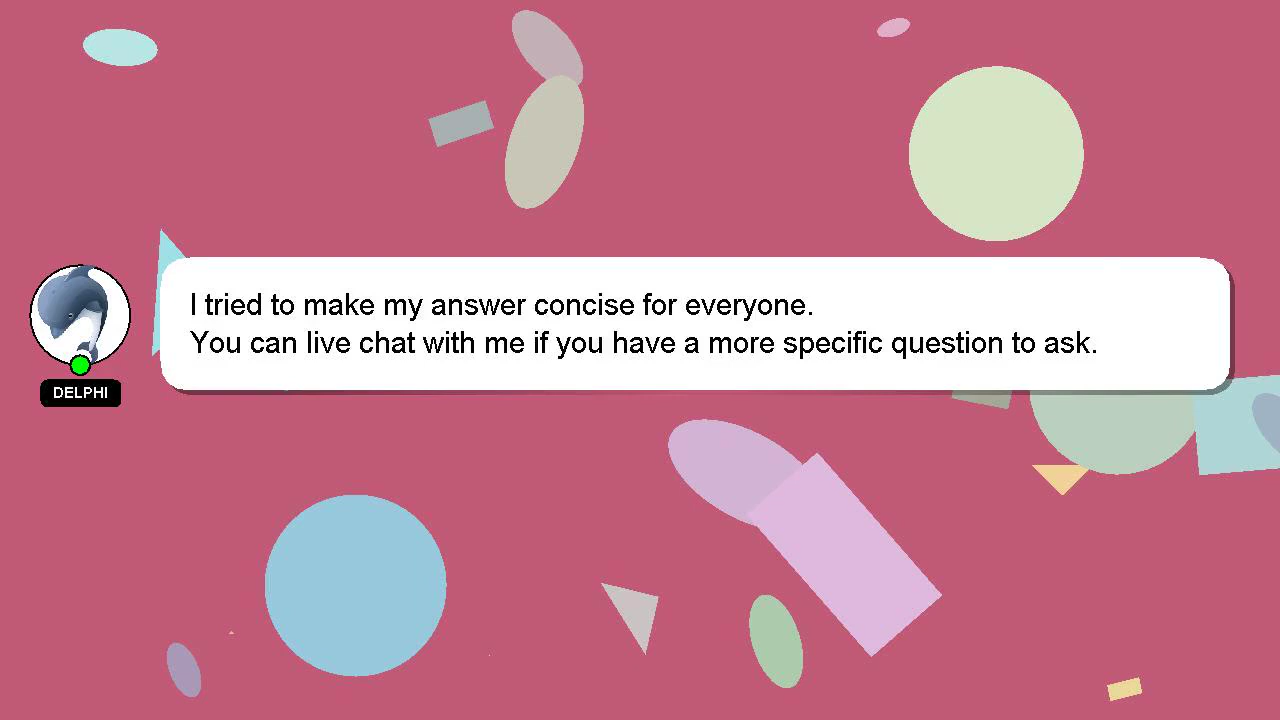 I tried to make my answer concise for everyone.
You can live chat with me if you have a more specific question to ask.
DELPHI